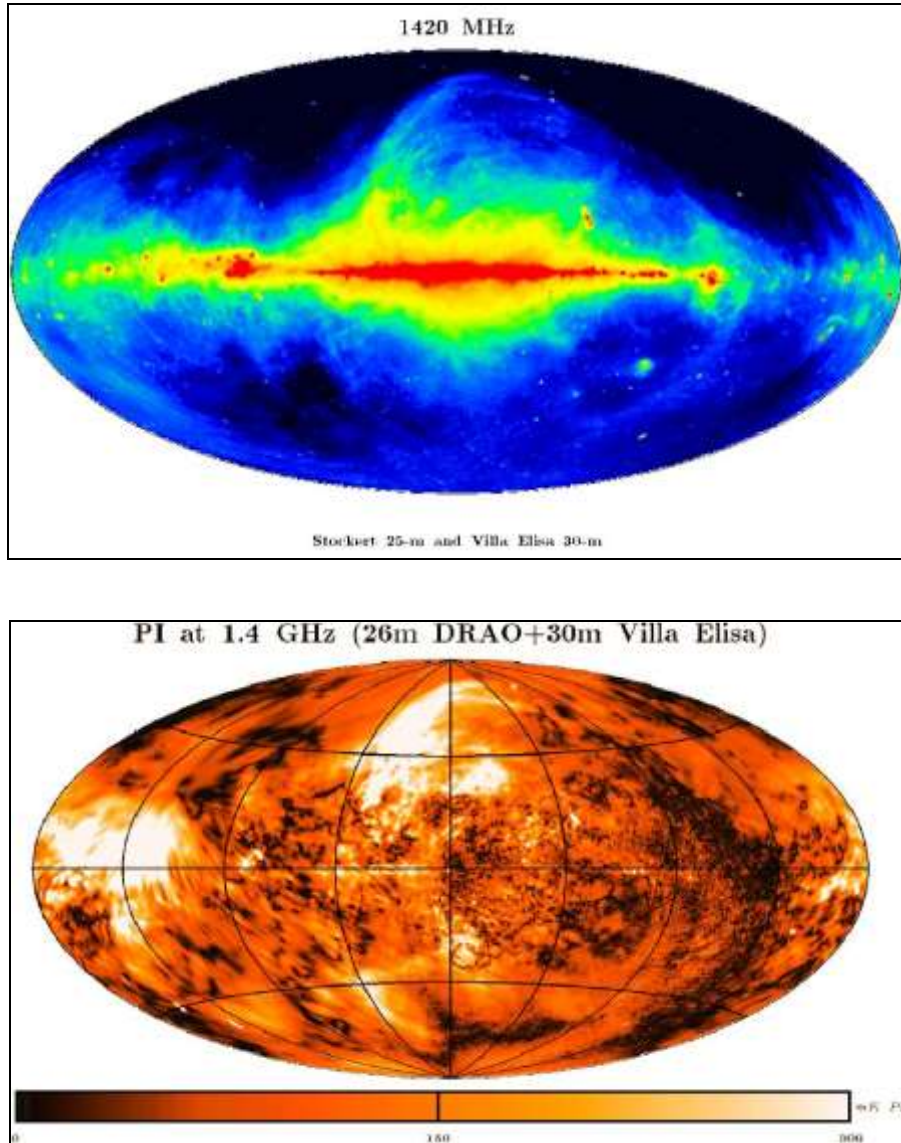 1420 MHz
Stockert 25-m and Villa Elisa 30-m
PI at 1.4 GHz (26m DRAO+30m Villa Elisa)
0 150 300